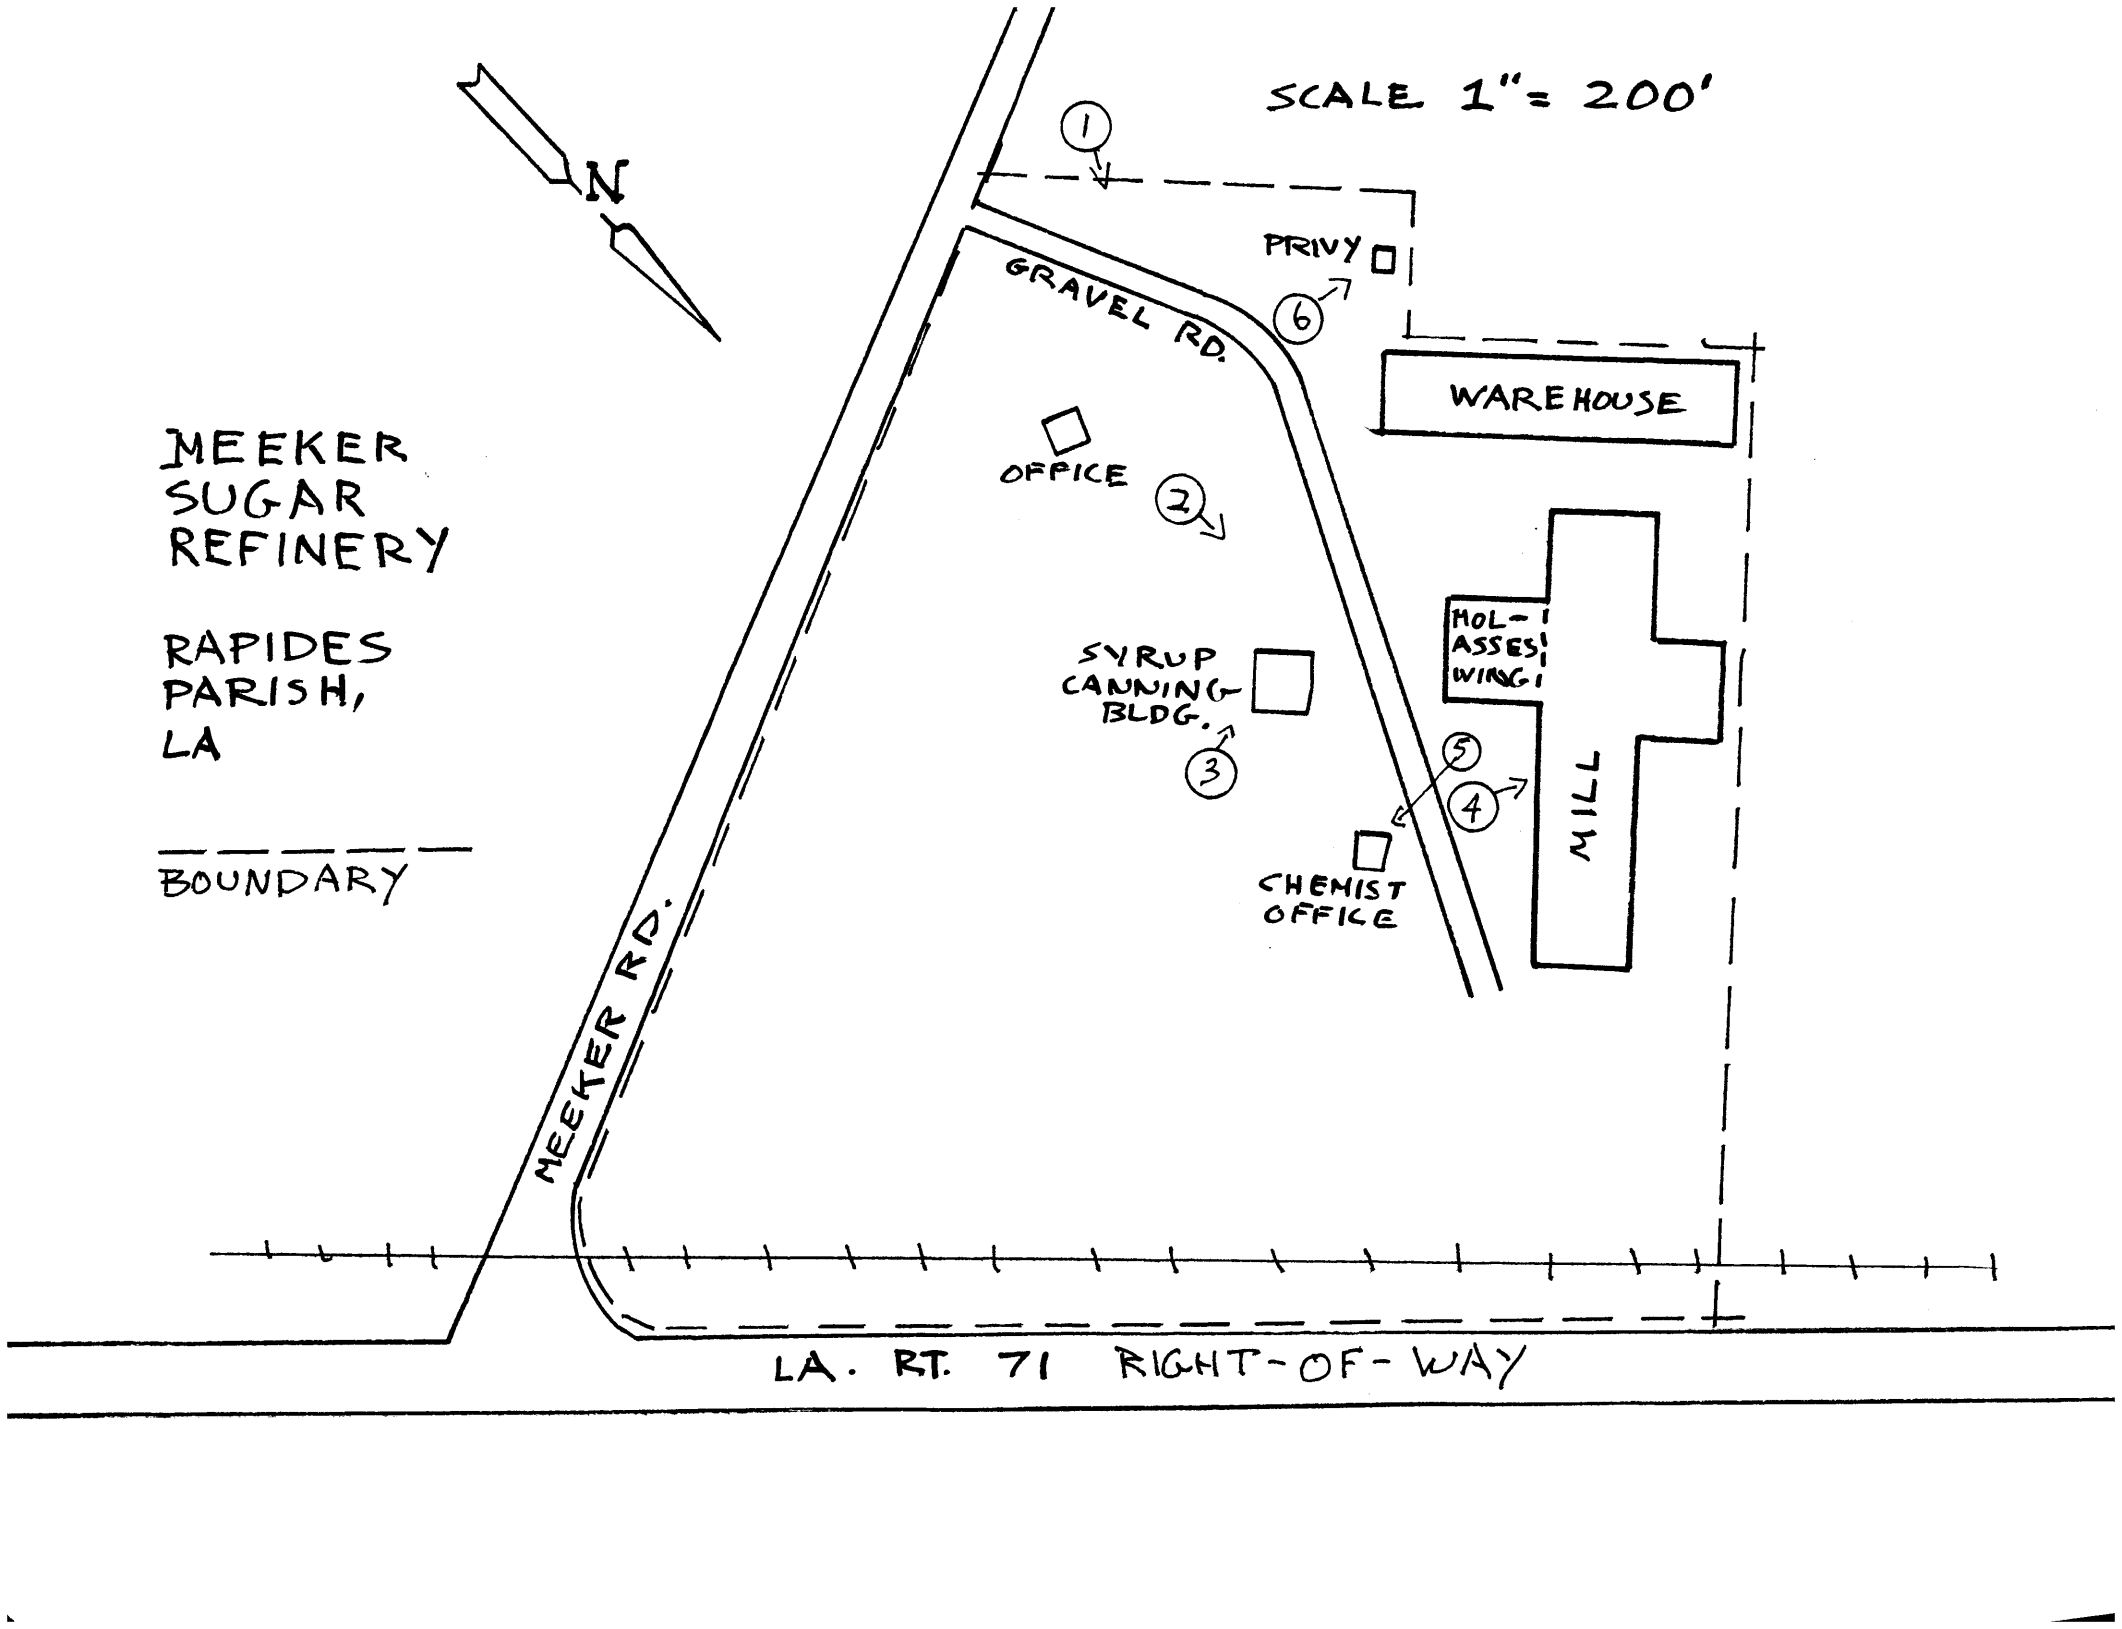 SCALE 1" = 200'
N
1
PRIVY
6
GRAVEL RD.
WAREHOUSE
OFFICE
2
MEEKER
SUGAR
REFINERY
RAPIDES
PARISH,
LA
BOUNDARY
MOL-
ASSES
WING
SYRUP
CANNING
BLDG.
3
5
4
MILL
CHEMIST
OFFICE
MEEKER RD.
LA. RT. 71 RIGHT-OF-WAY